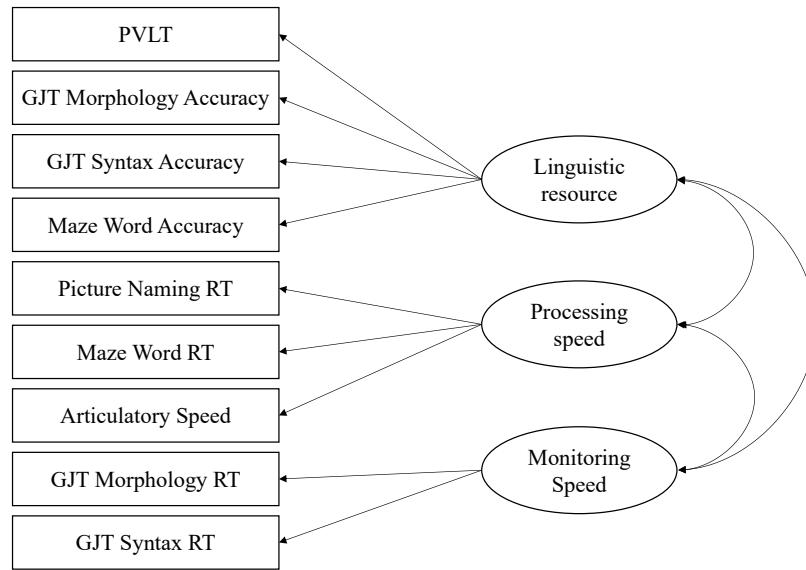 PVLT
GJT Morphology Accuracy
GJT Syntax Accuracy
Maze Word Accuracy
Picture Naming RT
Maze Word RT
Articulatory Speed
GJT Morphology RT
GJT Syntax RT
Linguistic
resource
Processing
speed
Monitoring
Speed